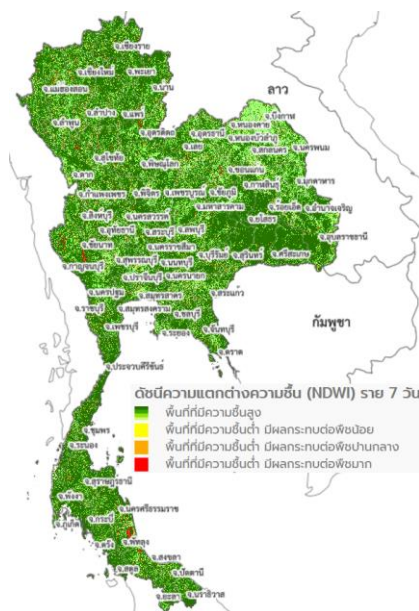 จ.เชียงราย
จ.เชียงใหม่ จ.พะเยา
จ.แม่ฮ่องสอน จ.น่าน
ลาว
จ.ลำปาง จ.แพร่
จ.ลำพูน
จ.อุตรดิตถ์ จ.อุดรธานี จ.หนองคาย จ.บึงกาฬ
จ.เลย จ.หนองบัวลำภู
จ.สกลนคร จ.นครพนม
จ.สุโขทัย จ.พิษณุโลก
จ.ตาก จ.ขอนแก่น
จ.กาฬสินธุ์ จ.มุกดาหาร
จ.กำแพงเพชร จ.พิจิตร จ.เพชรบูรณ์ จ.ชัยภูมิ
จ.มหาสารคาม จ.ร้อยเอ็ด จ.อำนาจเจริญ
จ.สิงห์บุรี จ.นครสวรรค์ จ.ยโสธร
จ.อุทัยธานี จ.สระบุรี จ.ลพบุรี
จ.อุบลราชธานี
จ.ชัยนาท จ.นครราชสีมา
จ.บุรีรัมย์ จ.สุรินทร์ จ.ศรีสะเกษ
จ.กาญจนบุรี จ.สุพรรณบุรี จ.นนทบุรี
จ.ปราจีนบุรี จ.นครนายก
จ.นครปฐม จ.สมุทรสาคร จ.สระแก้ว
จ.ราชบุรี จ.สมุทรสงคราม จ.ชลบุรี
จ.เพชรบุรี จ.ระยอง จ.จันทบุรี
กัมพูชา
จ.ตราด
จ.ประจวบคีรีขันธ์
ดัชนีความแตกต่างความชื้น (NDWI) ราย 7 วัน
พื้นที่ที่มีความชื้นสูง
พื้นที่ที่มีความชื้นต่ำ มีผลกระทบต่อพืชน้อย
พื้นที่ที่มีความชื้นต่ำ มีผลกระทบต่อพืชปานกลาง
พื้นที่ที่มีความชื้นต่ำ มีผลกระทบต่อพืชมาก
จ.ชุมพร
จ.ระนอง
จ.สุราษฎร์ธานี
จ.พังงา
จ.นครศรีธรรมราช
จ.ภูเก็ต จ.กระบี่
จ.ตรัง จ.พัทลุง
จ.สตูล จ.สงขลา
จ.ปัตตานี
จ.ยะลา จ.นราธิวาส